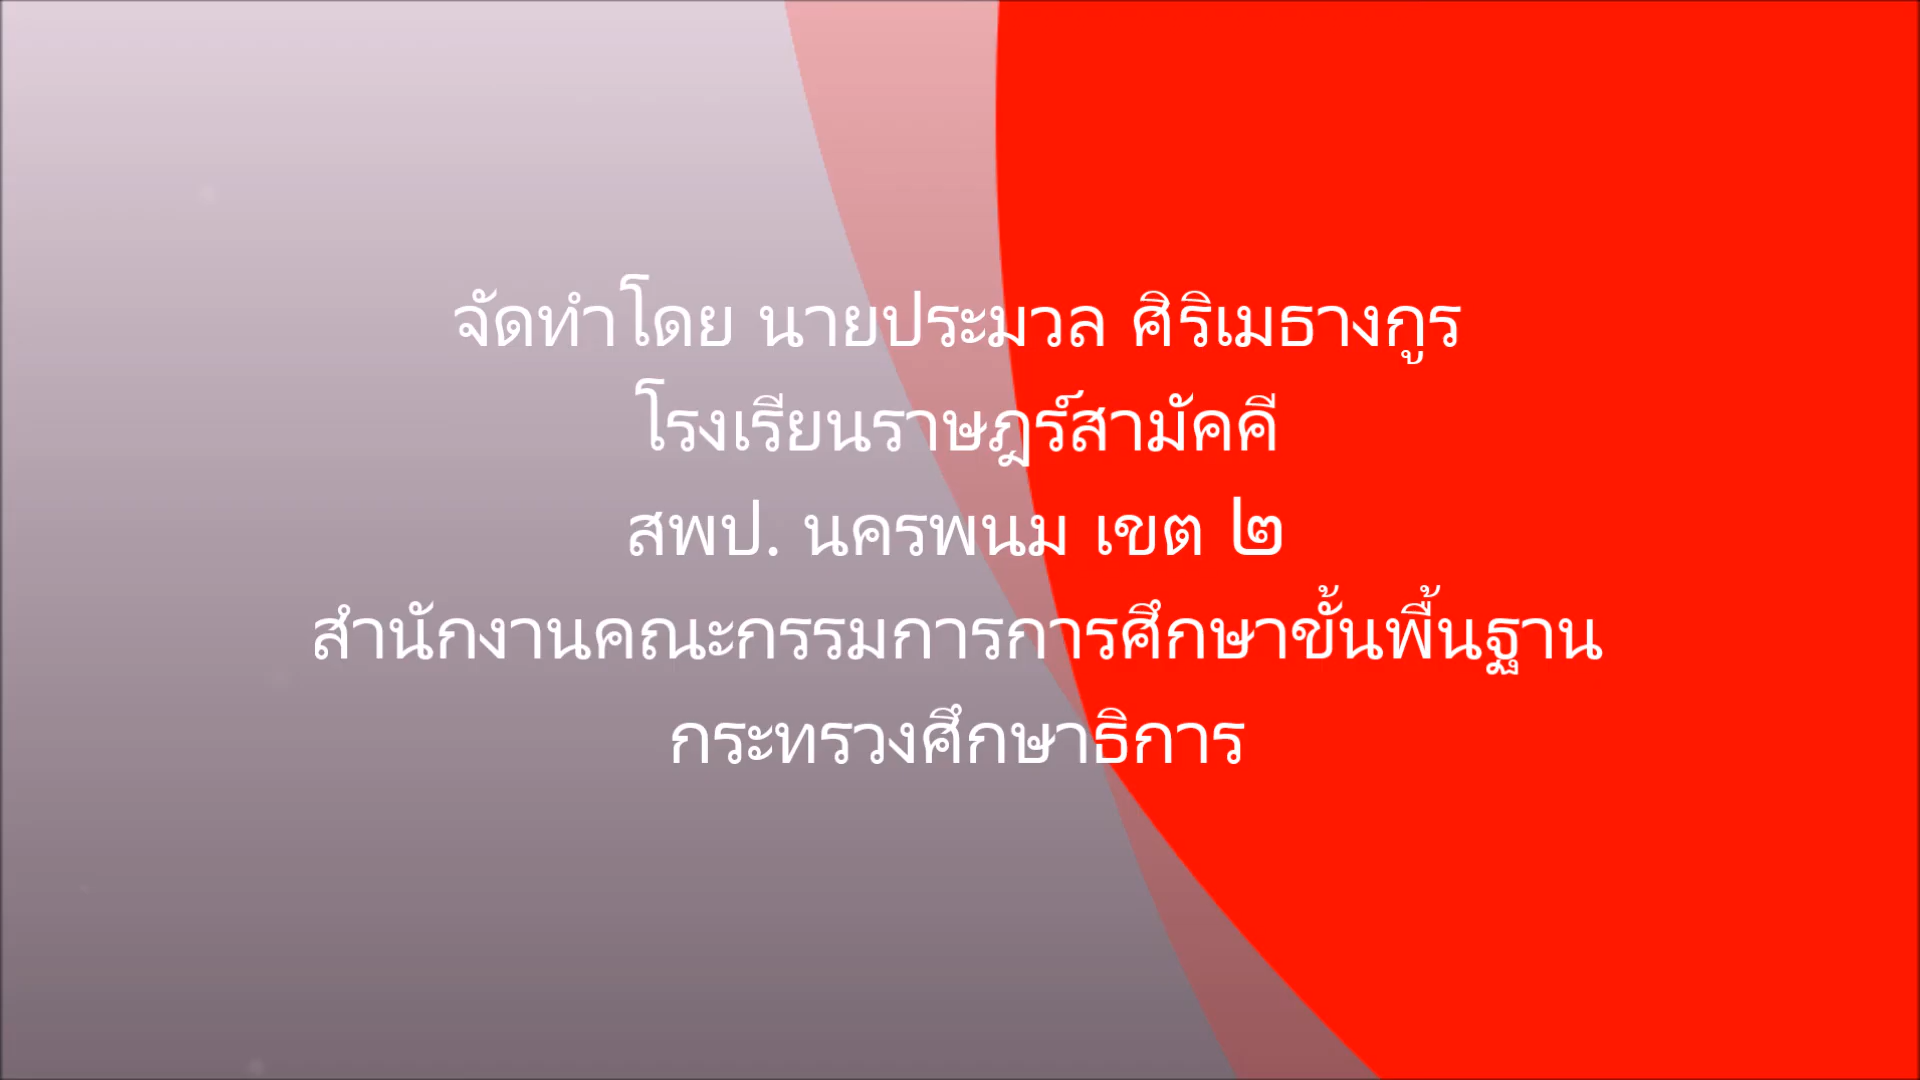 จัดทำโดย นายประมวล ศิริเมธางกูร
โรงเรียนราษฎร์สามัคคี
สพป. นครพนม เขต ๒
สำนักงานคณะกรรมการการศึกษาขั้นพื้นฐาน
กระทรวงศึกษาธิการ